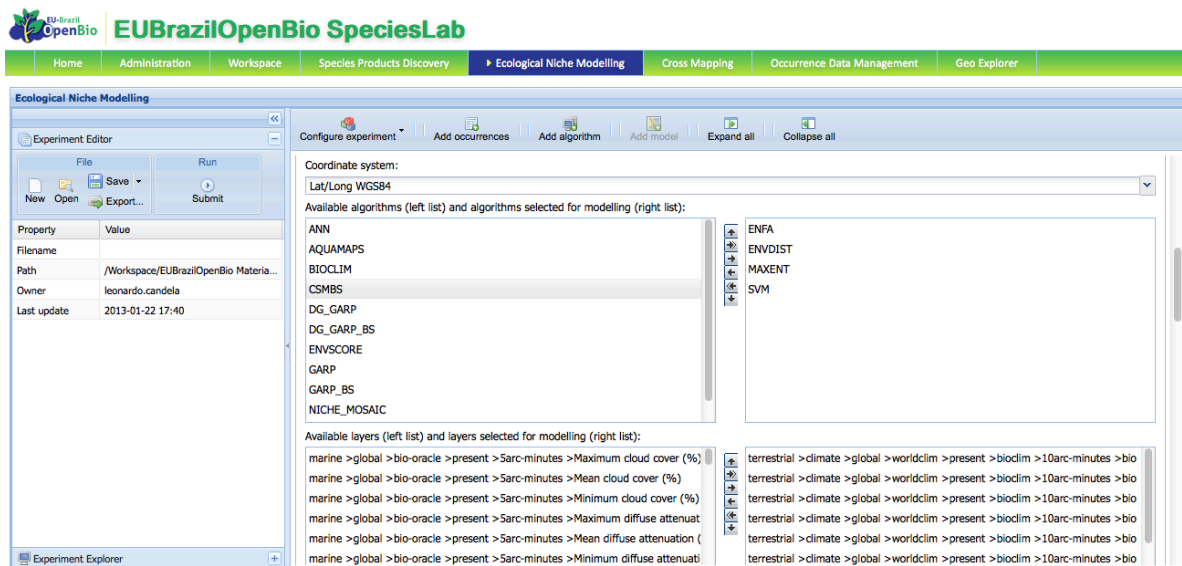 EU-Brazil
OpenBio
EUBrazilOpenBio SpeciesLab
Home Administration Workspace Species Products Discovery Ecological Niche Modelling Cross Mapping Occurrence Data Management Geo Explorer
Ecological Niche Modelling
Experiment Editor
File Run
New Open Save Export... Submit
Property Value
Filename
Path /Workspace/EUBrazilOpenBio Materia...
Owner leonardo.candela
Last update 2013-01-22 17:40
Experiment Explorer
Configure experiment Add occurrences Add algorithm Add model Expand all Collapse all
Coordinate system:
Lat/Long WGS84
Available algorithms (left list) and algorithms selected for modelling (right list):
ANN
AQUAMAPS
BIOCLIM
CSMBS
DG_GARP
DG_GARP_BS
ENVSCORE
GARP
GARP_BS
NICHE_MOSAIC
ENFA
ENVDIST
MAXENT
SVM
Available layers (left list) and layers selected for modelling (right list):
marine >global >bio-oracle >present >5arc-minutes >Maximum cloud cover (%)
marine >global >bio-oracle >present >5arc-minutes >Mean cloud cover (%)
marine >global >bio-oracle >present >5arc-minutes >Minimum cloud cover (%)
marine >global >bio-oracle >present >5arc-minutes >Maximum diffuse attenuat
marine >global >bio-oracle >present >5arc-minutes >Mean diffuse attenuation (
marine >global >bio-oracle >present >5arc-minutes >Minimum diffuse attenuati
terrestrial >climate >global >worldclim >present >bioclim >10arc-minutes >bio
terrestrial >climate >global >worldclim >present >bioclim >10arc-minutes >bio
terrestrial >climate >global >worldclim >present >bioclim >10arc-minutes >bio
terrestrial >climate >global >worldclim >present >bioclim >10arc-minutes >bio
terrestrial >climate >global >worldclim >present >bioclim >10arc-minutes >bio
terrestrial >climate >global >worldclim >present >bioclim >10arc-minutes >bio